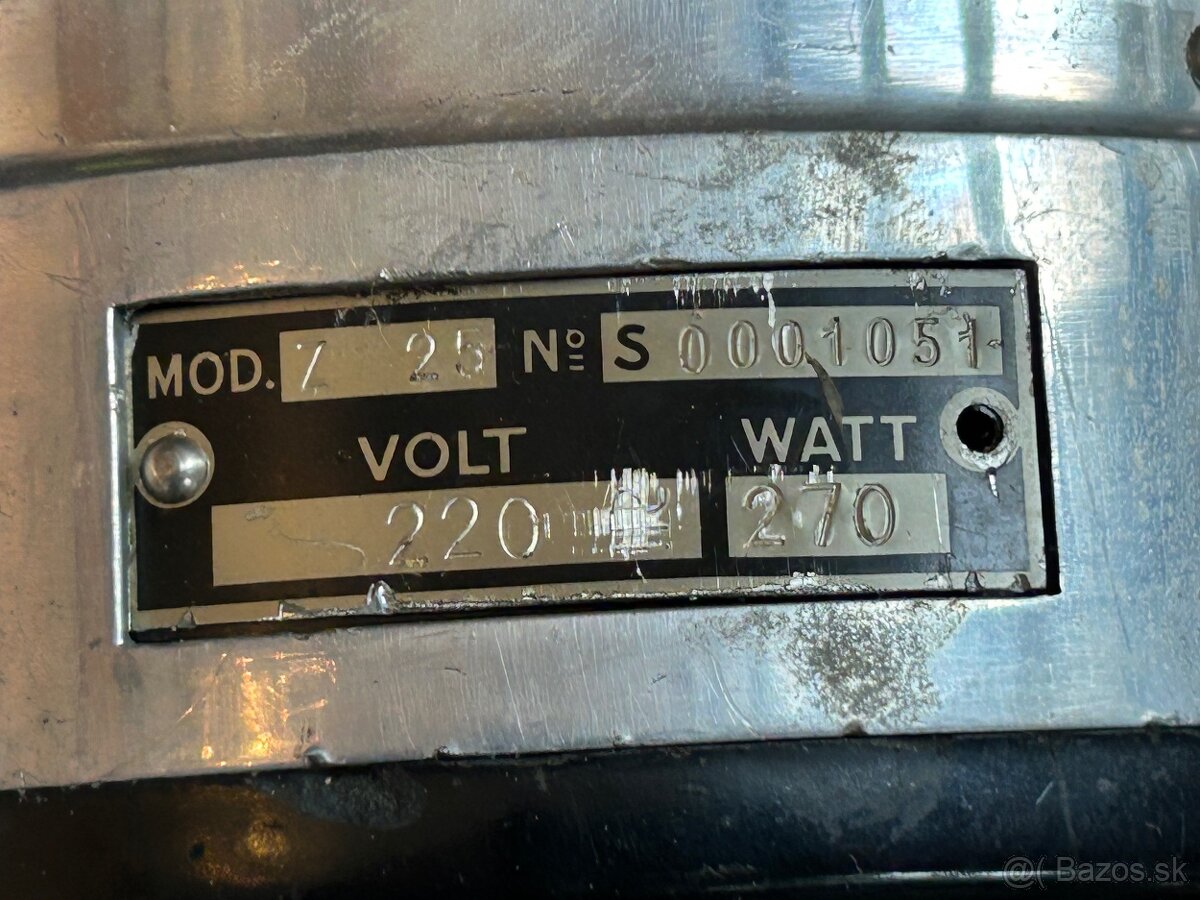 MOD. Z 25 Nº S 0001051
VOLT WATT
220 270
@( Bazos.sk